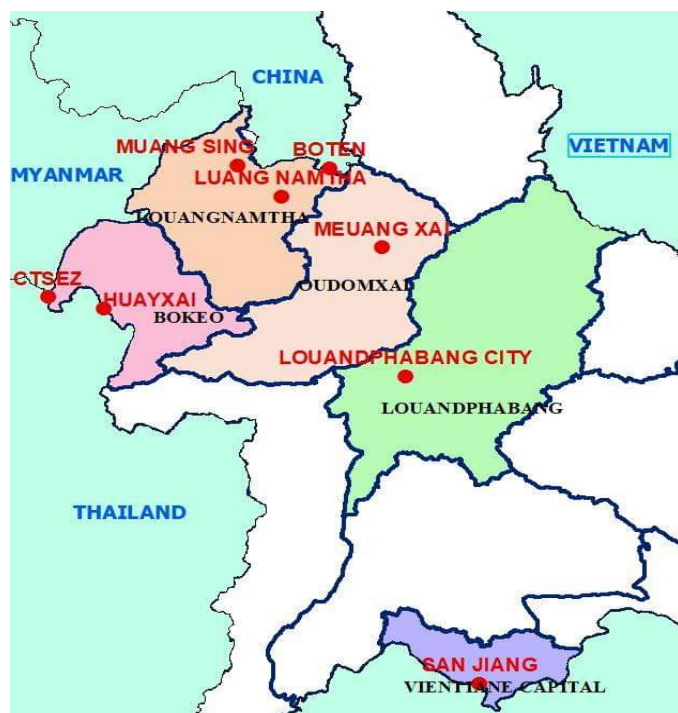 CHINA
VIETNAM
MUANG SING
BOTEN
MYANMAR
LUANG NAMTHA
LOUANGNAMTHA
MEUANG XAI
CTSEZ
OUDOMXAI
HUAYXAI
BOKEO
LOUANDPHABANG CITY
LOUANDPHABANG
THAILAND
SAN JIANG
VIENTIANE CAPITAL